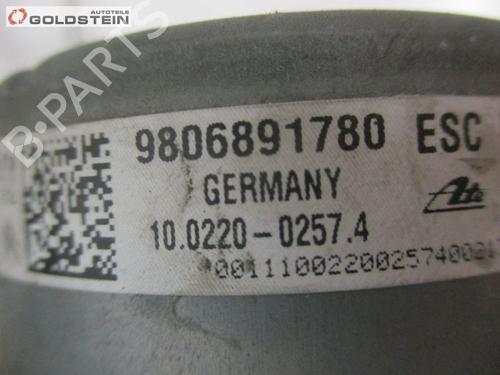 AUTOTEILE
GOLDSTEIN
B-PARTS
9806891780 ESC
GERMANY
Ate
10.0220-0257.4